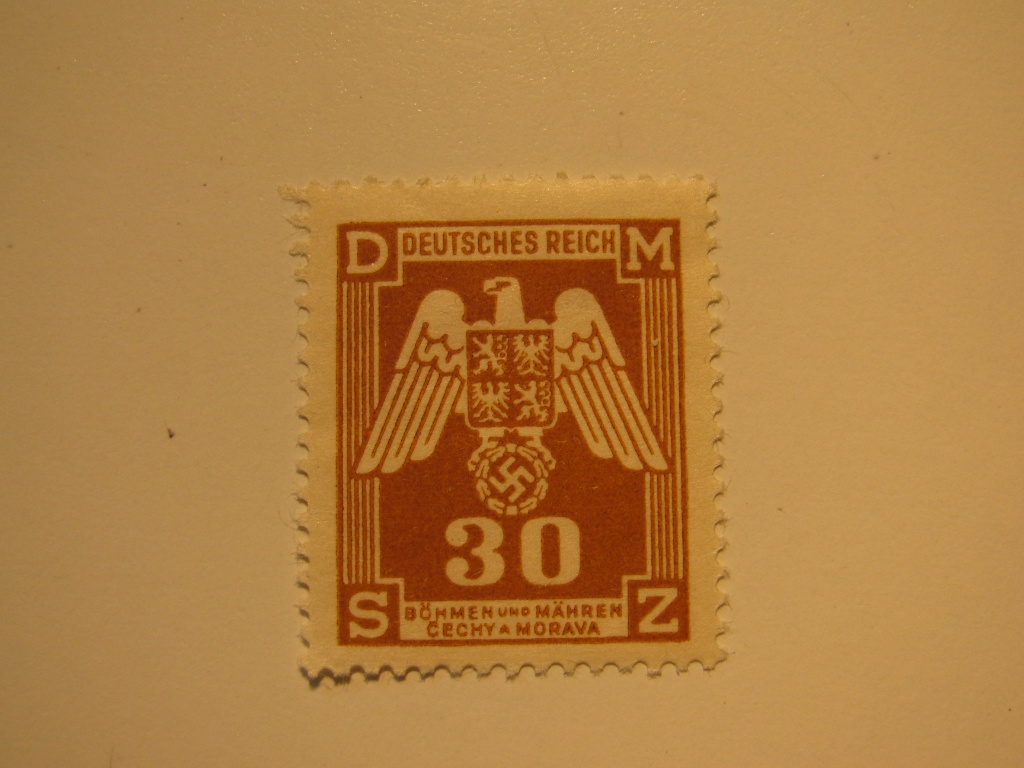 D DEUTSCHES REICH M
30
S BÖHMEN UND MÄHREN Z
ČECHY A MORAVA